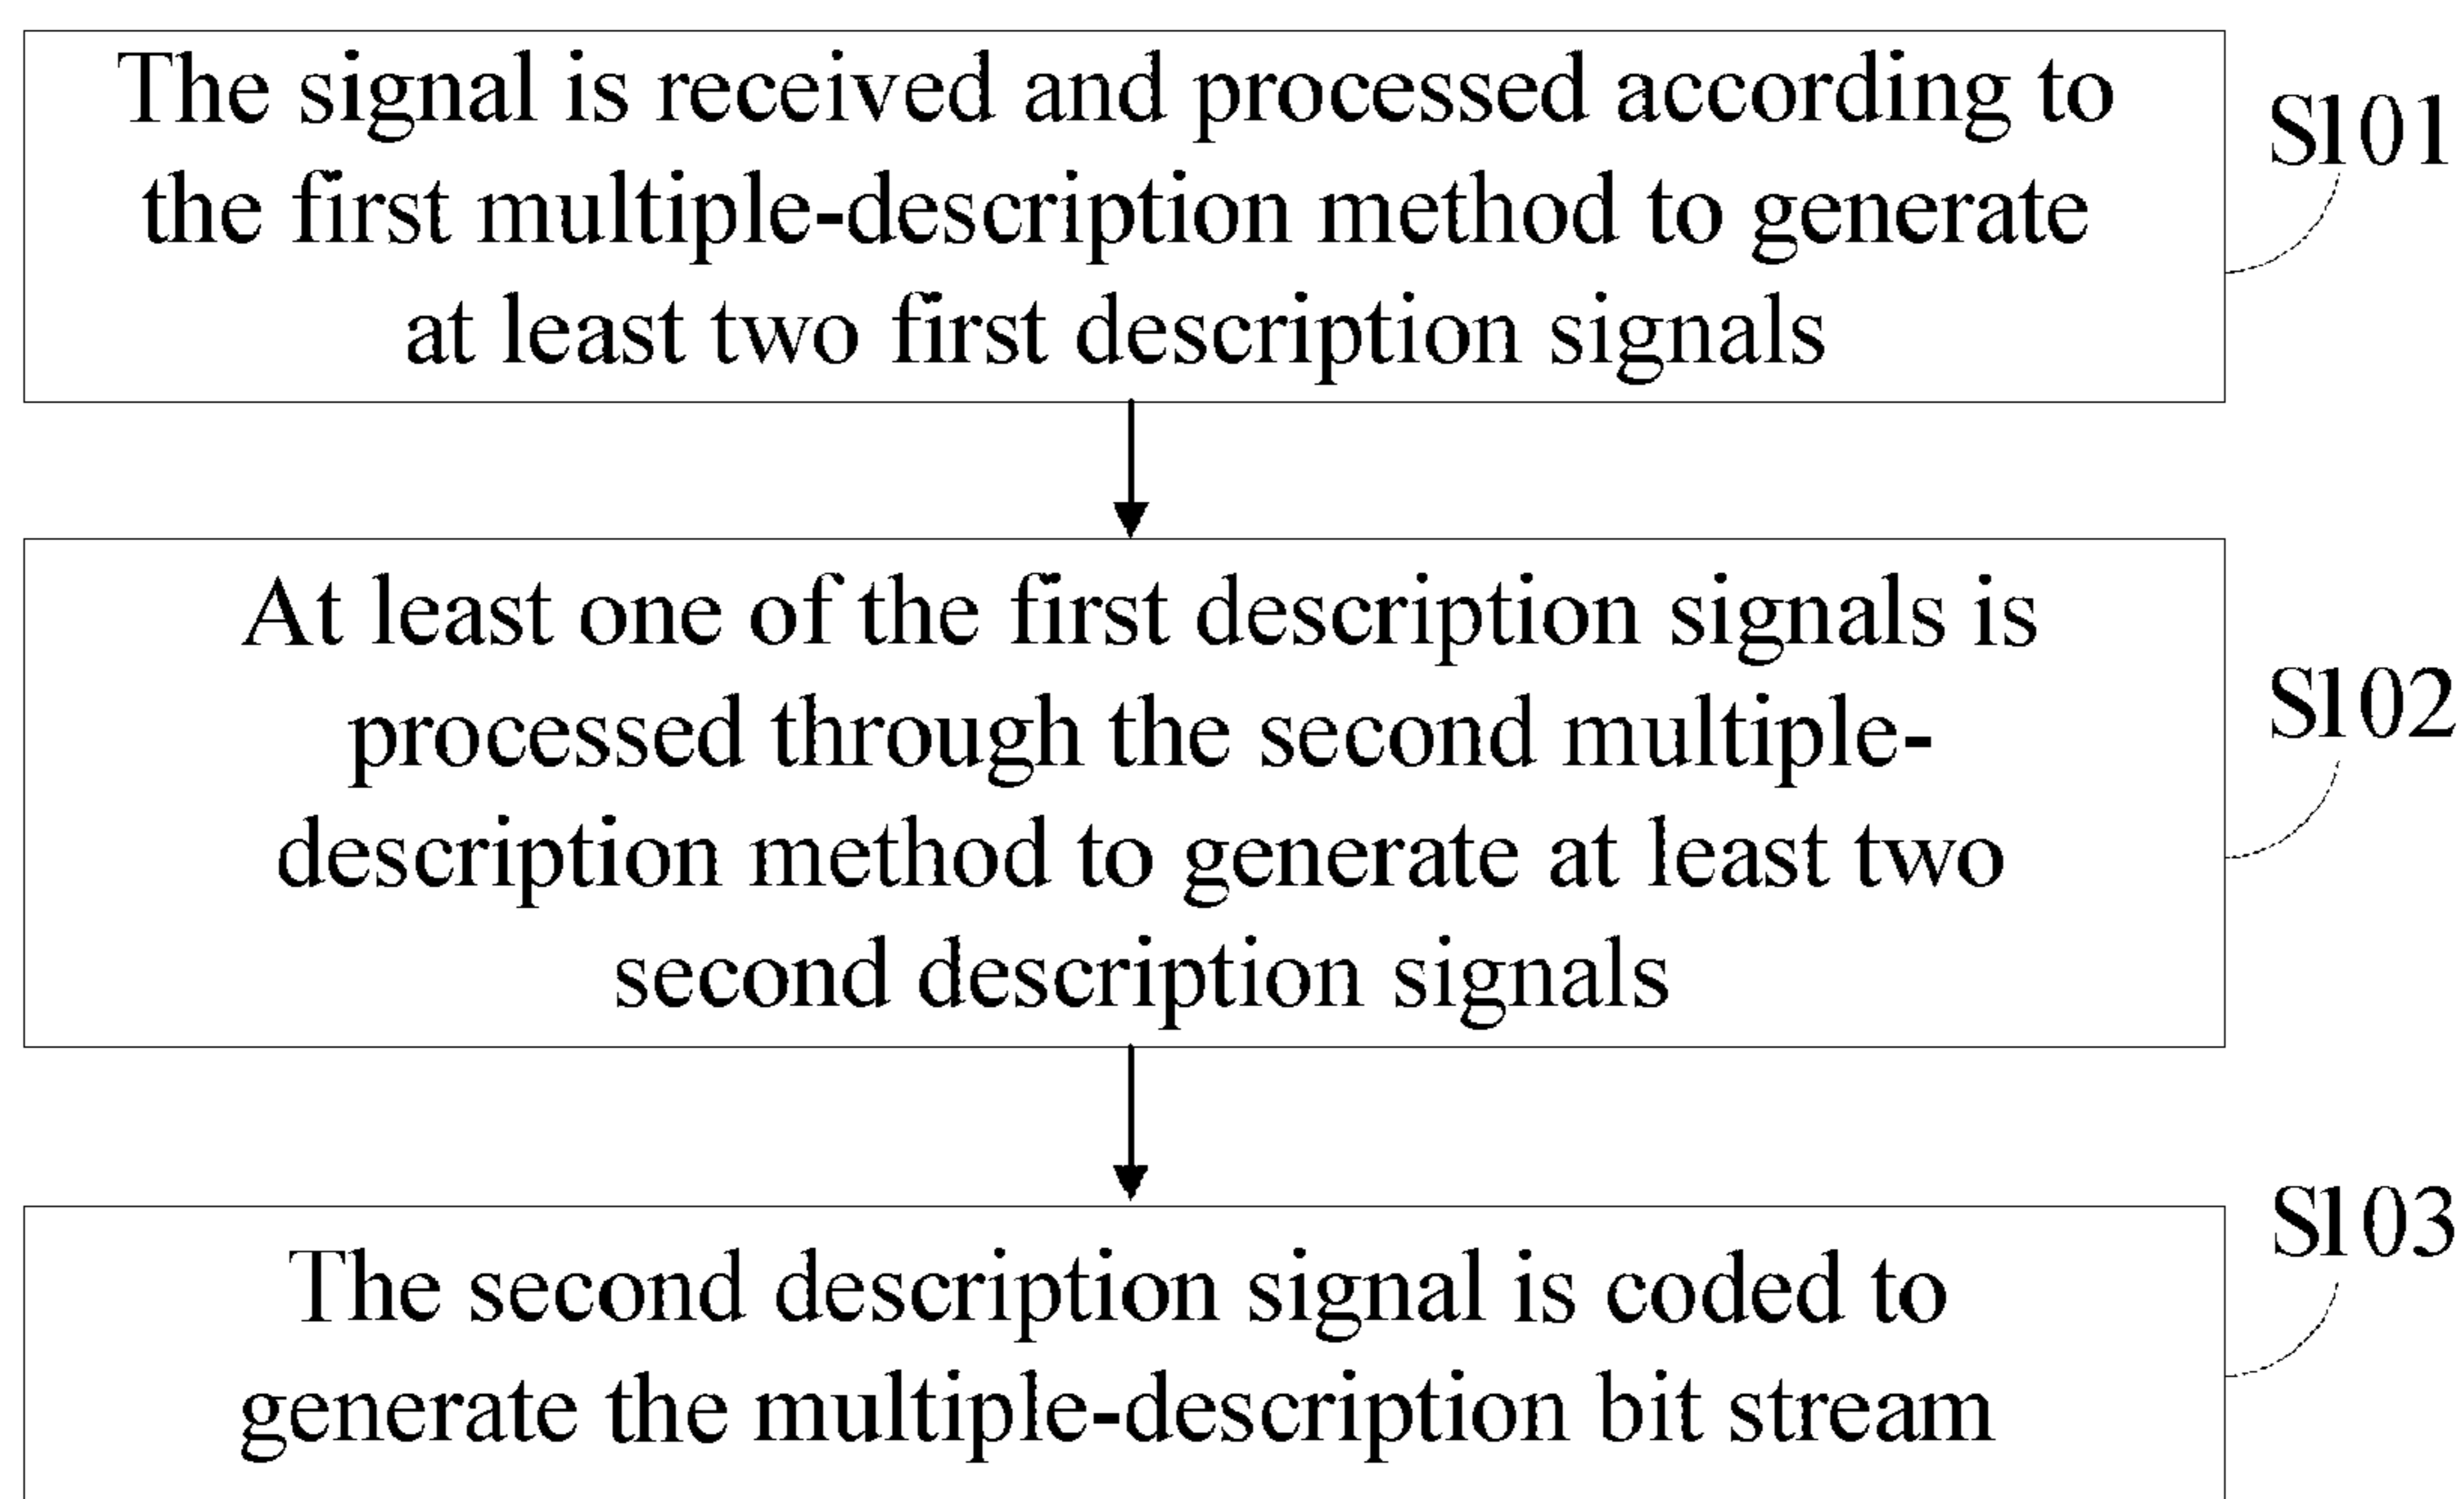 The signal is received and processed according to
the first multiple-description method to generate
at least two first description signals
S101
At least one of the first description signals is
processed through the second multiple-
description method to generate at least two
second description signals
S102
The second description signal is coded to
generate the multiple-description bit stream
S103